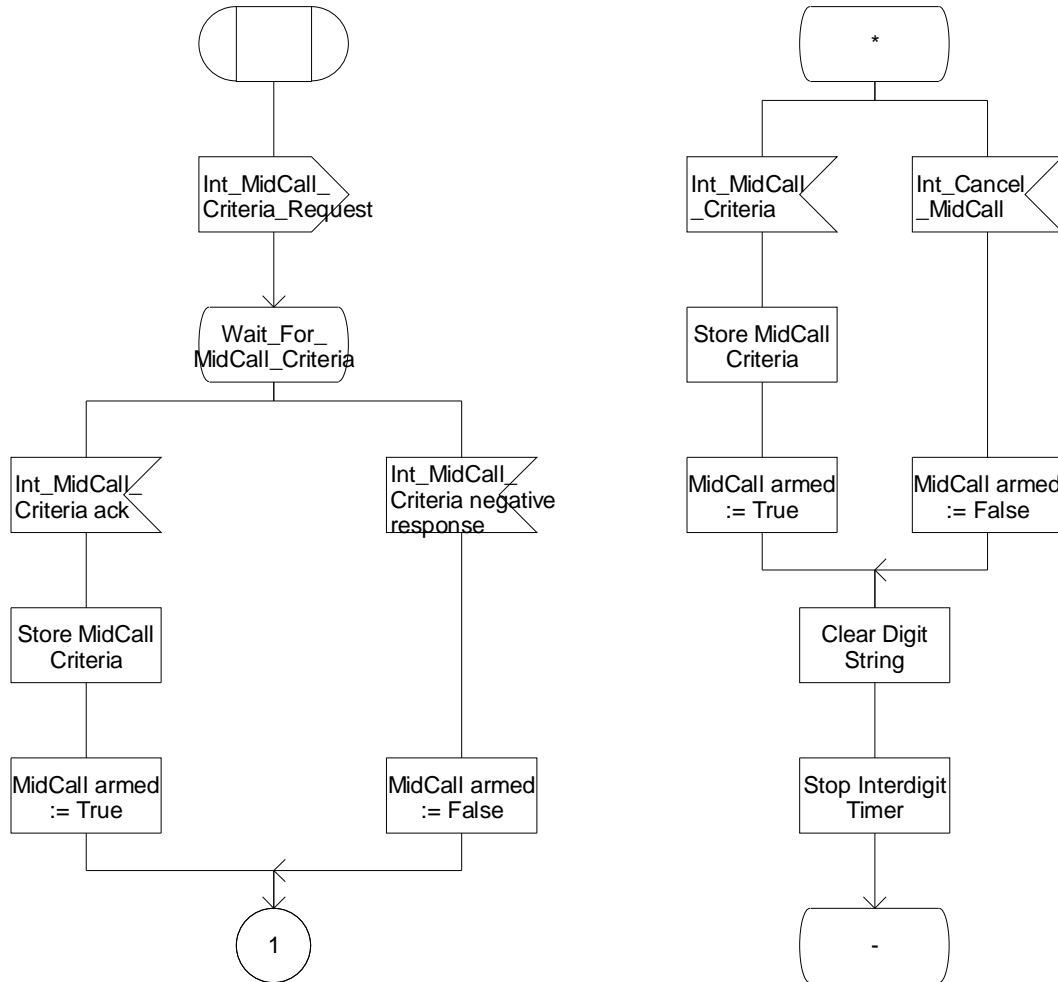 Int_MidCall_
Criteria_Request
Wait_For_
MidCall_Criteria
Int_MidCall_
Criteria ack
Int_MidCall_
Criteria negative
response
Store MidCall
Criteria
MidCall armed
:= True
MidCall armed
:= False
1
*
Int_MidCall
_Criteria
Int_Cancel
_MidCall
Store MidCall
Criteria
MidCall armed
:= True
MidCall armed
:= False
Clear Digit
String
Stop Interdigit
Timer
-